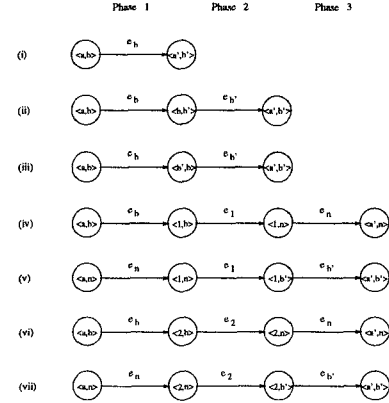 Phase 1 Phase 2 Phase 3
(i) <a,b> e_b <a',b'>
(ii) <a,b> e_b <b,b'> e_b' <a',b'>
(iii) <a,b> e_b <b',b> e_b' <a',b'>
(iv) <a,b> e_b <1,b> e_1 <1,n> e_n <a',n>
(v) <a,n> e_n <1,n> e_1 <1,b'> e_b' <a',b'>
(vi) <a,b> e_b <2,b> e_2 <2,n> e_n <a',n>
(vii) <a,n> e_n <2,n> e_2 <2,b'> e_b' <a',b'>